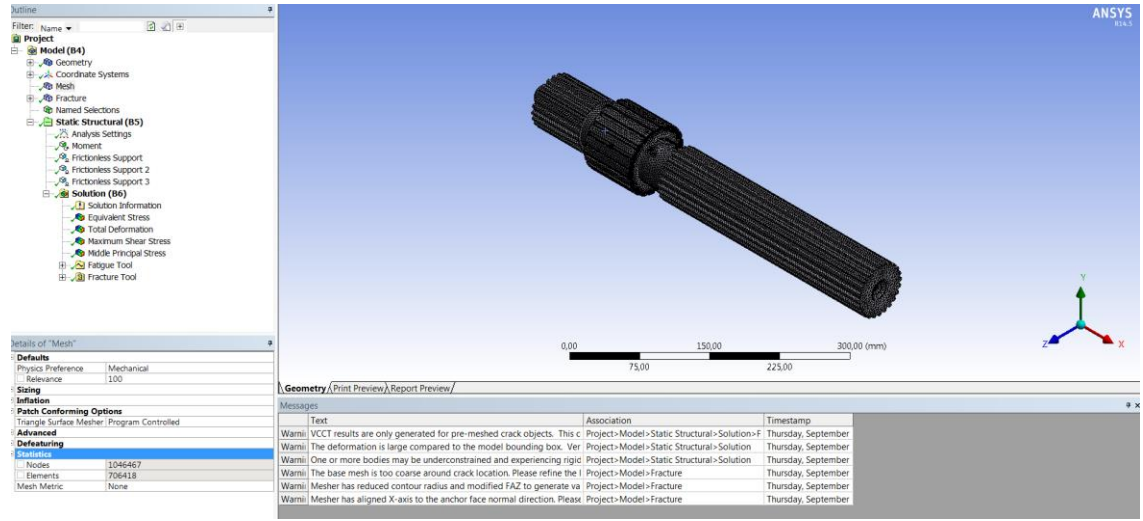 Outline
Filter: Name
Project
Model (B4)
Geometry
Coordinate Systems
Mesh
Fracture
Named Selections
Static Structural (B5)
Analysis Settings
Moment
Frictionless Support
Frictionless Support 2
Frictionless Support 3
Solution (B6)
Solution Information
Equivalent Stress
Total Deformation
Maximum Shear Stress
Middle Principal Stress
Fatigue Tool
Fracture Tool
Details of "Mesh"
Defaults
Physics Preference Mechanical
Relevance 100
Sizing
Inflation
Patch Conforming Options
Triangle Surface Mesher Program Controlled
Advanced
Defeaturing
Statistics
Nodes 1046467
Elements 706418
Mesh Metric None
ANSYS
R14.5
Y
Z
X
0,00 150,00 300,00 (mm)
75,00 225,00
Geometry Print Preview Report Preview
Messages
Text Association Timestamp
Warni VCCT results are only generated for pre-meshed crack objects. This c Project>Model>Static Structural>Solution>F Thursday, September
Warni The deformation is large compared to the model bounding box. Ver Project>Model>Static Structural>Solution Thursday, September
Warni One or more bodies may be underconstrained and experiencing rigid Project>Model>Static Structural>Solution Thursday, September
Warni The base mesh is too coarse around crack location. Please refine the Project>Model>Fracture Thursday, September
Warni Mesher has reduced contour radius and modified FAZ to generate va Project>Model>Fracture Thursday, September
Warni Mesher has aligned X-axis to the anchor face normal direction. Please Project>Model>Fracture Thursday, September